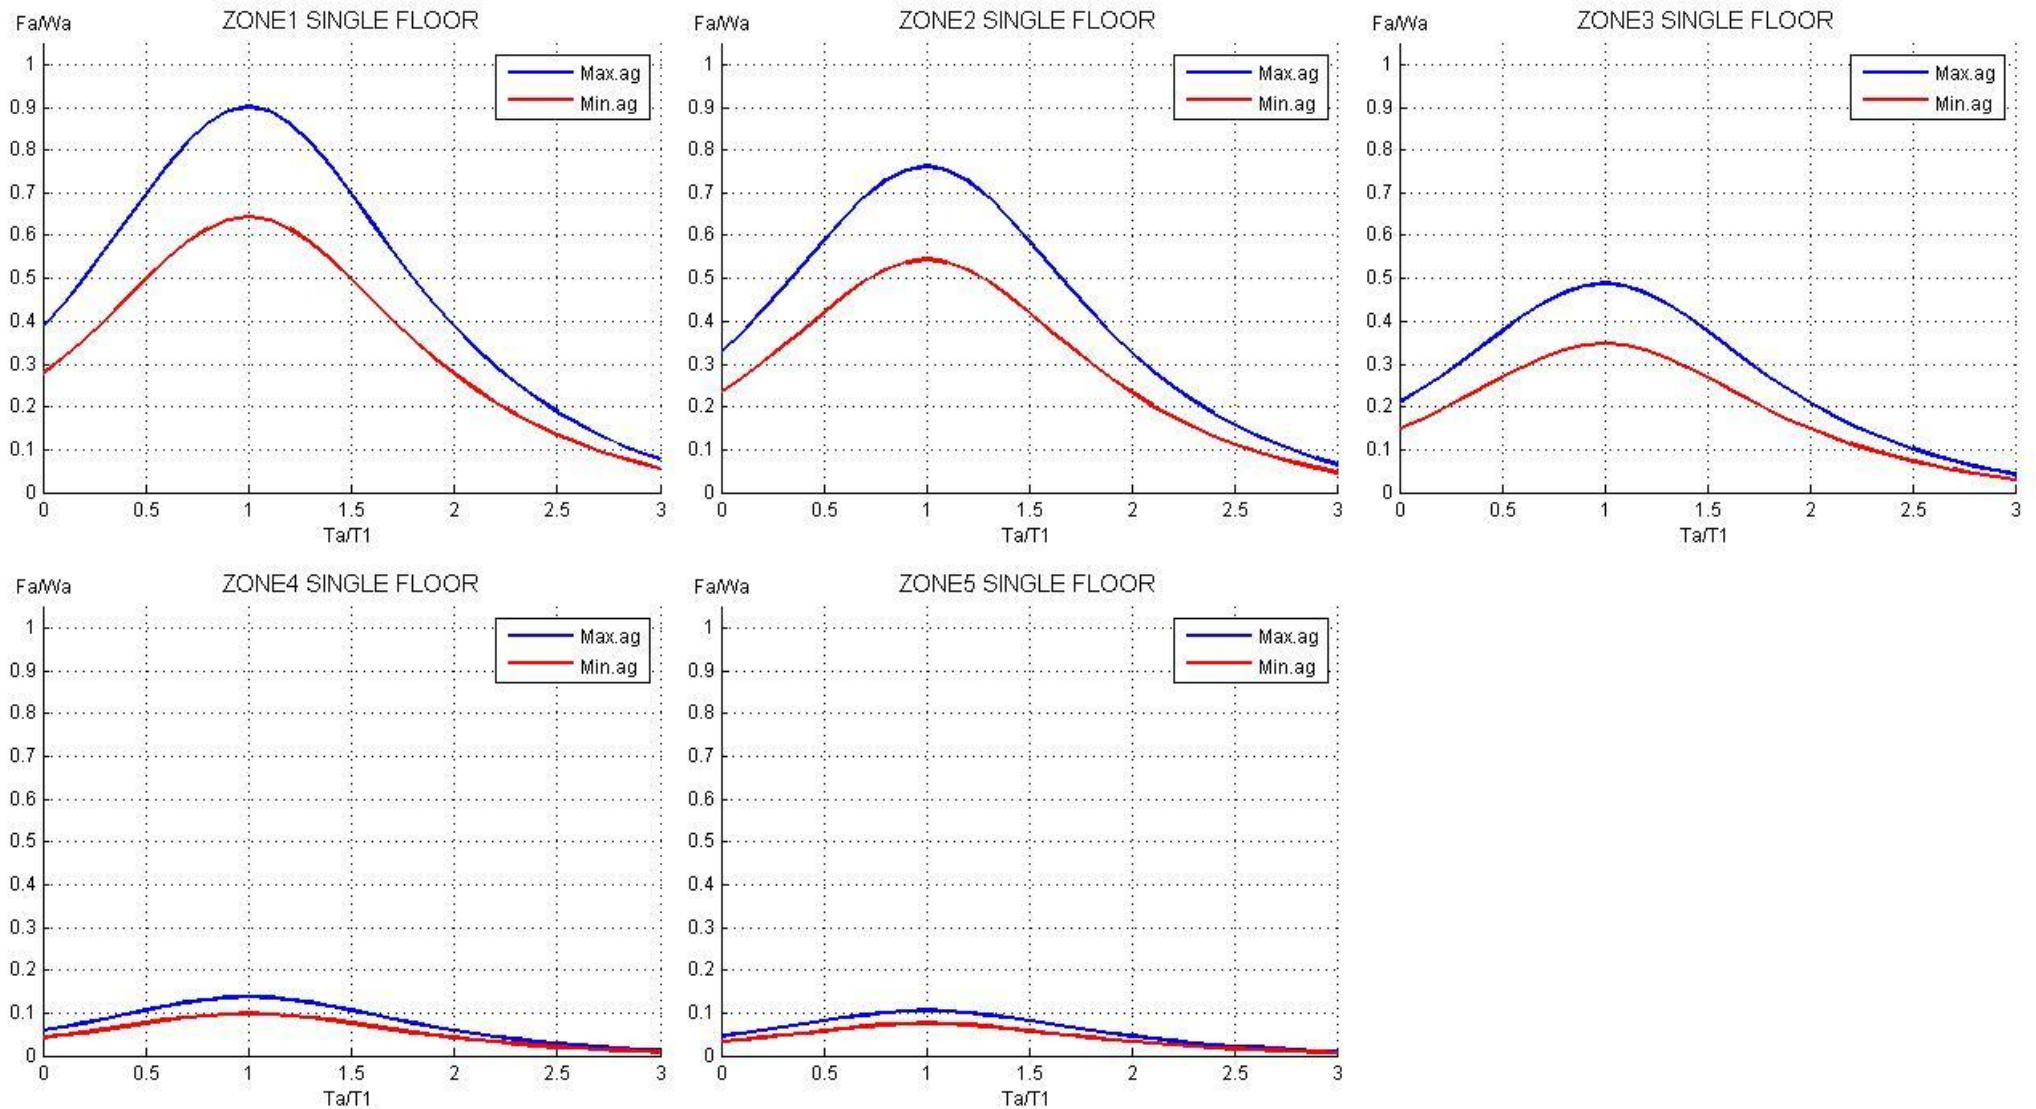 Fa/Wa
ZONE1 SINGLE FLOOR
1
0.9
0.8
0.7
0.6
0.5
0.4
0.3
0.2
0.1
0
0 0.5 1 1.5 2 2.5 3
Ta/T1
Max.ag
Min.ag
Fa/Wa
ZONE2 SINGLE FLOOR
1
0.9
0.8
0.7
0.6
0.5
0.4
0.3
0.2
0.1
0
0 0.5 1 1.5 2 2.5 3
Ta/T1
Max.ag
Min.ag
Fa/Wa
ZONE3 SINGLE FLOOR
1
0.9
0.8
0.7
0.6
0.5
0.4
0.3
0.2
0.1
0
0 0.5 1 1.5 2 2.5 3
Ta/T1
Max.ag
Min.ag
Fa/Wa
ZONE4 SINGLE FLOOR
1
0.9
0.8
0.7
0.6
0.5
0.4
0.3
0.2
0.1
0
0 0.5 1 1.5 2 2.5 3
Ta/T1
Max.ag
Min.ag
Fa/Wa
ZONE5 SINGLE FLOOR
1
0.9
0.8
0.7
0.6
0.5
0.4
0.3
0.2
0.1
0
0 0.5 1 1.5 2 2.5 3
Ta/T1
Max.ag
Min.ag